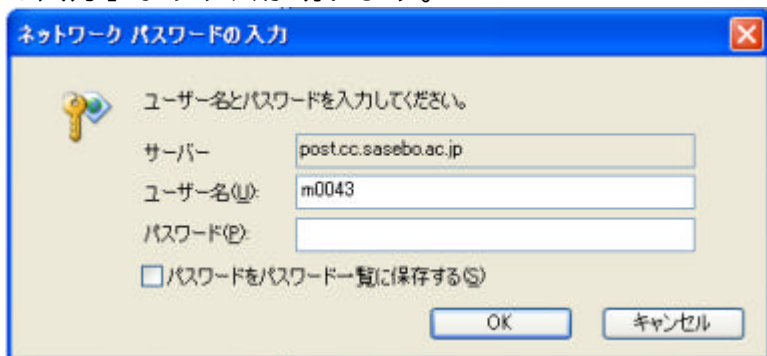 ネットワーク パスワードの入力
ユーザー名とパスワードを入力してください。
サーバー post.cc.sasebo.ac.jp
ユーザー名(U): m0043
パスワード(P):
パスワードをパスワード一覧に保存する(S)
OK キャンセル